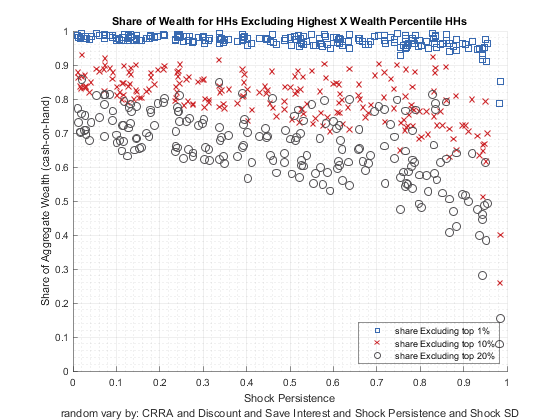 Share of Wealth for HHs Excluding Highest X Wealth Percentile HHs
1
0.9
0.8
0.7
0.6
0.5
0.4
0.3
0.2
0.1
0
Share of Aggregate Wealth (cash-on-hand)
share Excluding top 1%
share Excluding top 10%
share Excluding top 20%
0 0.1 0.2 0.3 0.4 0.5 0.6 0.7 0.8 0.9 1
Shock Persistence
random vary by: CRRA and Discount and Save Interest and Shock Persistence and Shock SD